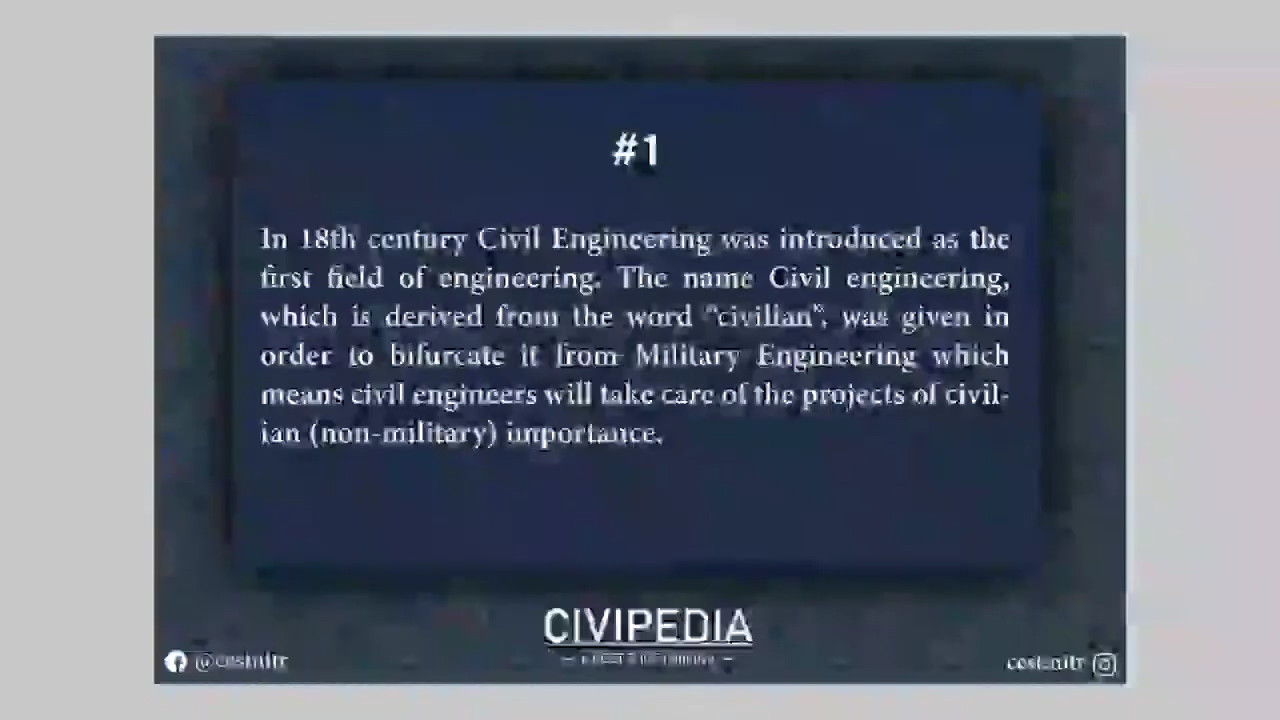 #1
In 18th century Civil Engineering was introduced as the
first field of engineering. The name Civil engineering,
which is derived from the word "civilian", was given in
order to bifurcate it from Military Engineering which
means civil engineers will take care of the projects of civil-
ian (non-military) importance.
CIVIPEDIA